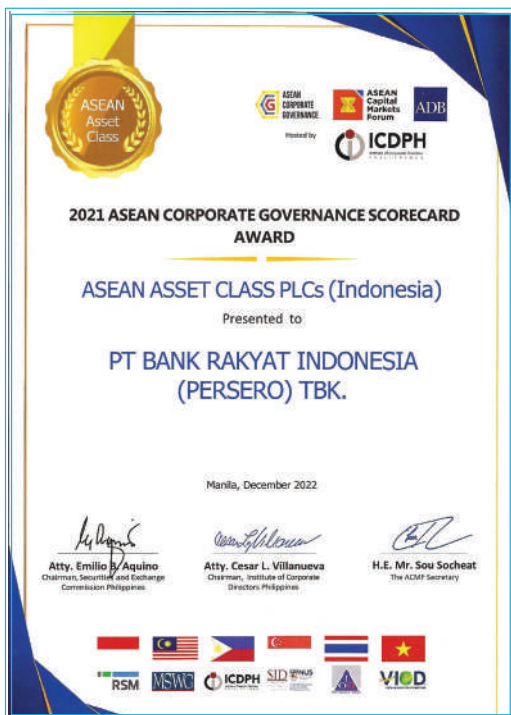 ASEAN
Asset
Class
ASEAN
CORPORATE
GOVERNANCE
ASEAN
Capital
Markets
Forum
ADB
Hosted by
ICDPH
2021 ASEAN CORPORATE GOVERNANCE SCORECARD
AWARD
ASEAN ASSET CLASS PLCs (Indonesia)
Presented to
PT BANK RAKYAT INDONESIA
(PERSERO) TBK.
Manila, December 2022
Atty. Emilio B. Aquino
Chairman, Securities and Exchange
Commission Philippines
Atty. Cesar L. Villanueva
Chairman, Institute of Corporate
Directors Philippines
H.E. Mr. Sou Socheat
The ACMF Secretary
RSM
MSWG
ICDPH
SID
NUS
VIOD